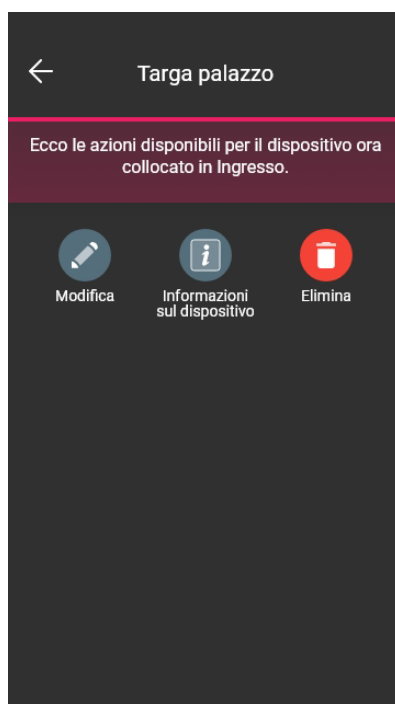 Targa palazzo
Ecco le azioni disponibili per il dispositivo ora
collocato in Ingresso.
Modifica
Informazioni
sul dispositivo
Elimina